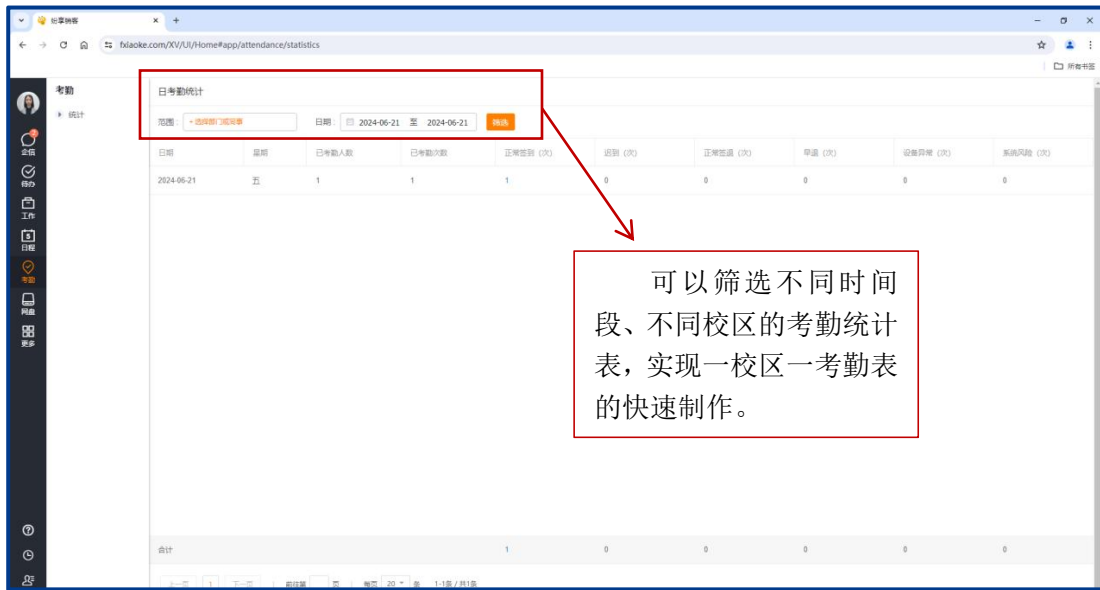 纷享销客
fxiaoke.com/XV/UI/Home#app/attendance/statistics
所有书签
考勤
统计
企信
待办
工作
5
日程
考勤
网盘
更多
日考勤统计
范围： +选择部门或同事 日期： 2024-06-21 至 2024-06-21 筛选
日期 星期 已考勤人数 已考勤次数 正常签到 (次) 迟到 (次) 正常签退 (次) 早退 (次) 设备异常 (次) 系统风险 (次)
2024-06-21 五 1 1 1 0 0 0 0 0
可以筛选不同时间
段、不同校区的考勤统计
表，实现一校区一考勤表
的快速制作。
合计 1 0 0 0 0 0
上一页 1 下一页 前往第 页 每页 20 条 1-1条 / 共1条